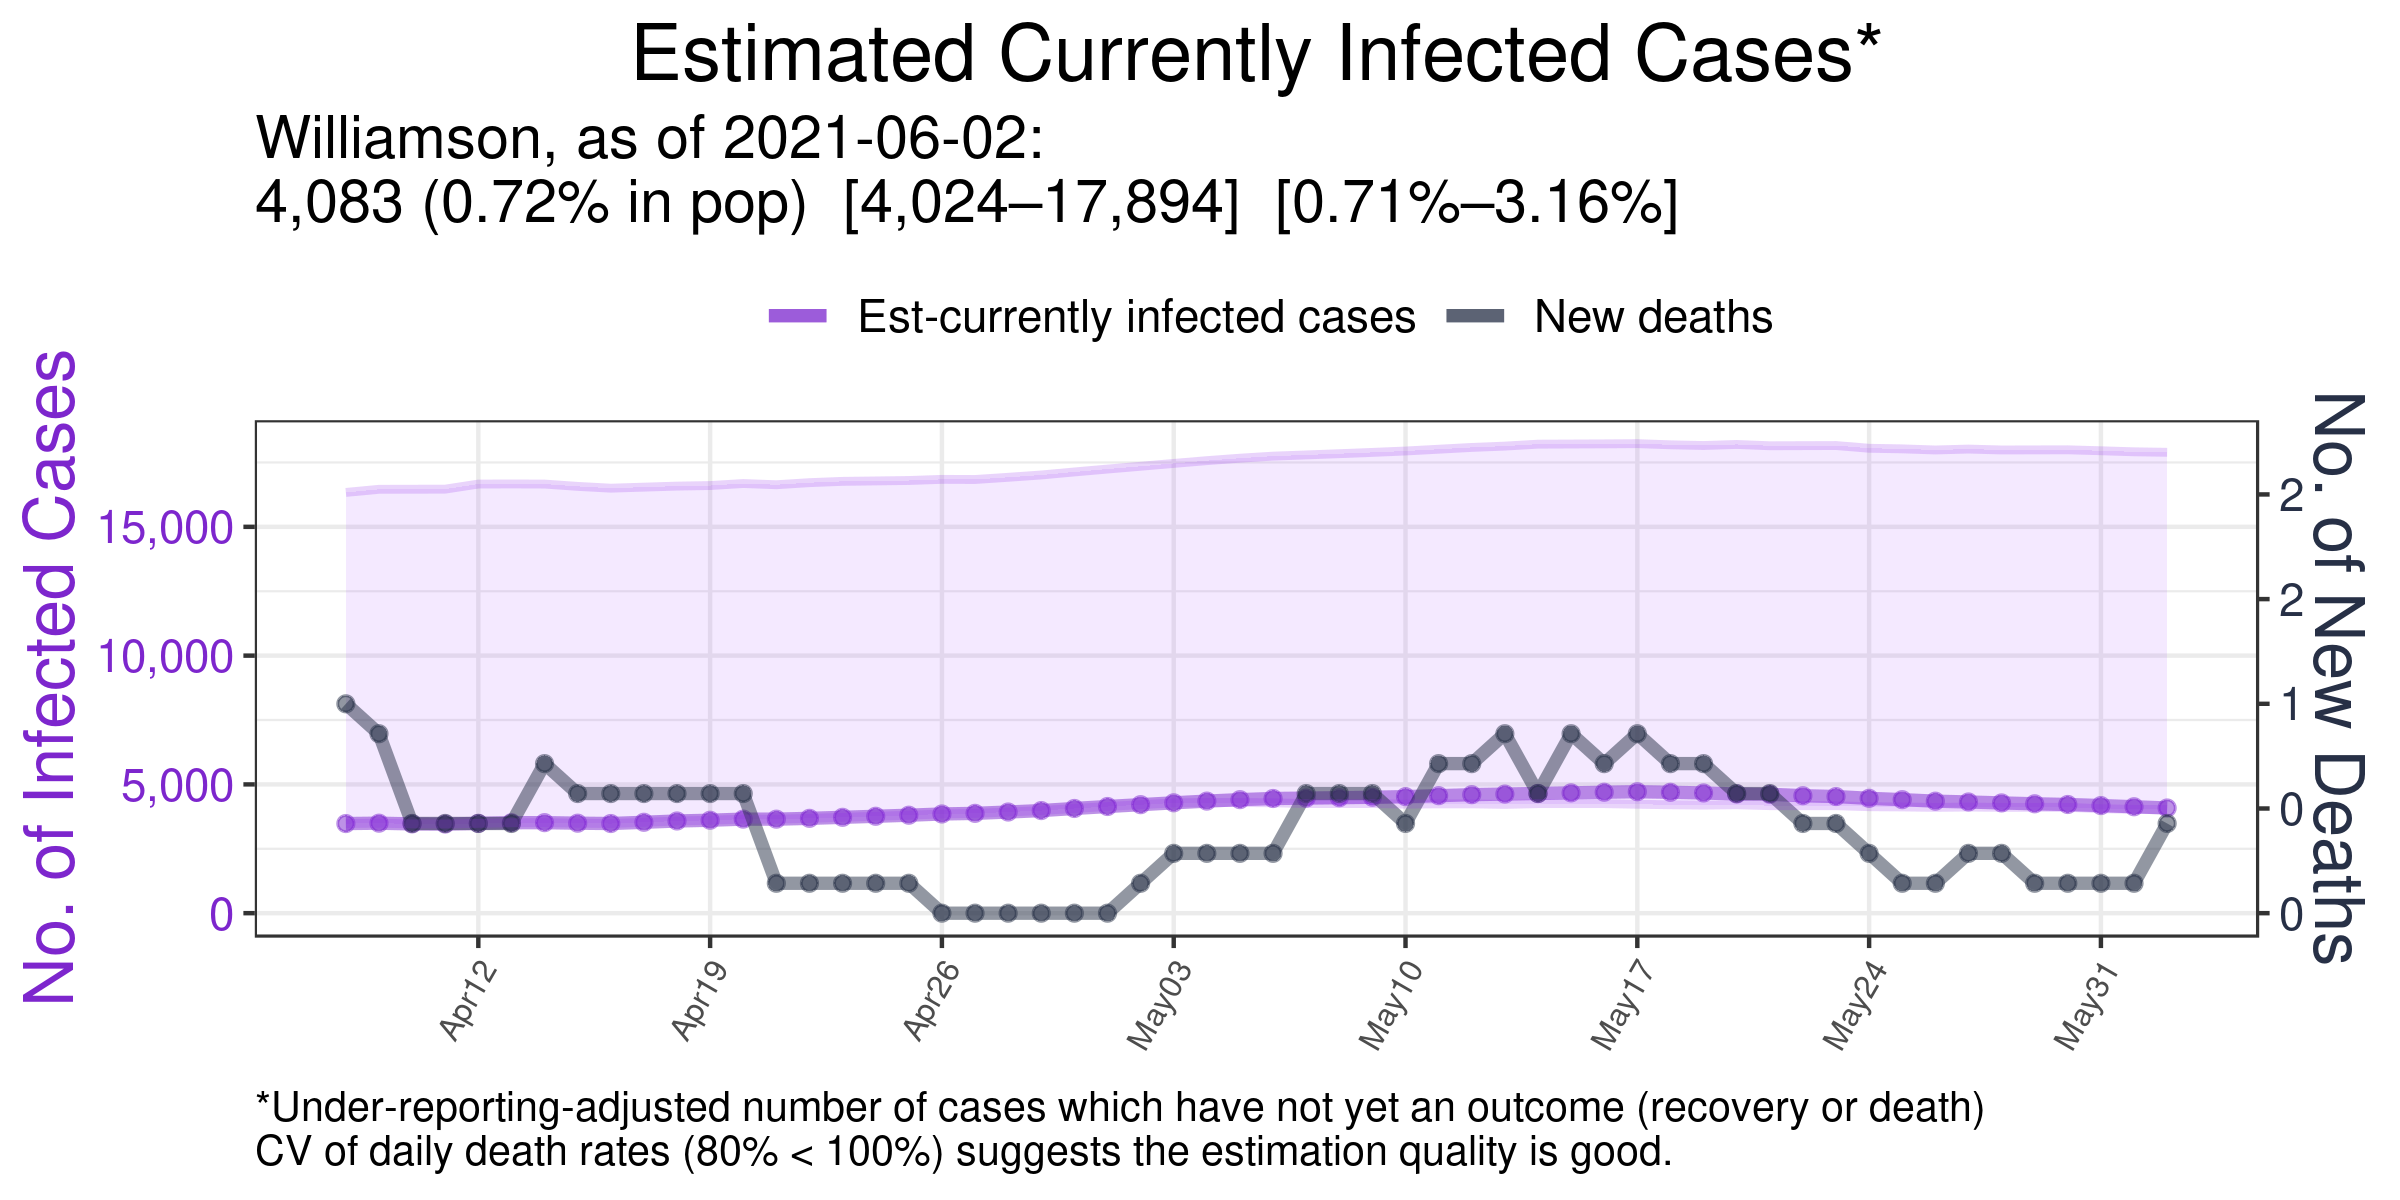 Estimated Currently Infected Cases*
Williamson, as of 2021-06-02:
4,083 (0.72% in pop)  [4,024–17,894]  [0.71%–3.16%]
Est-currently infected cases
New deaths
No. of Infected Cases
15,000
10,000
5,000
0
2
2
1
0
0
No. of New Deaths
Apr12
Apr19
Apr26
May03
May10
May17
May24
May31
*Under-reporting-adjusted number of cases which have not yet an outcome (recovery or death)
CV of daily death rates (80% < 100%) suggests the estimation quality is good.